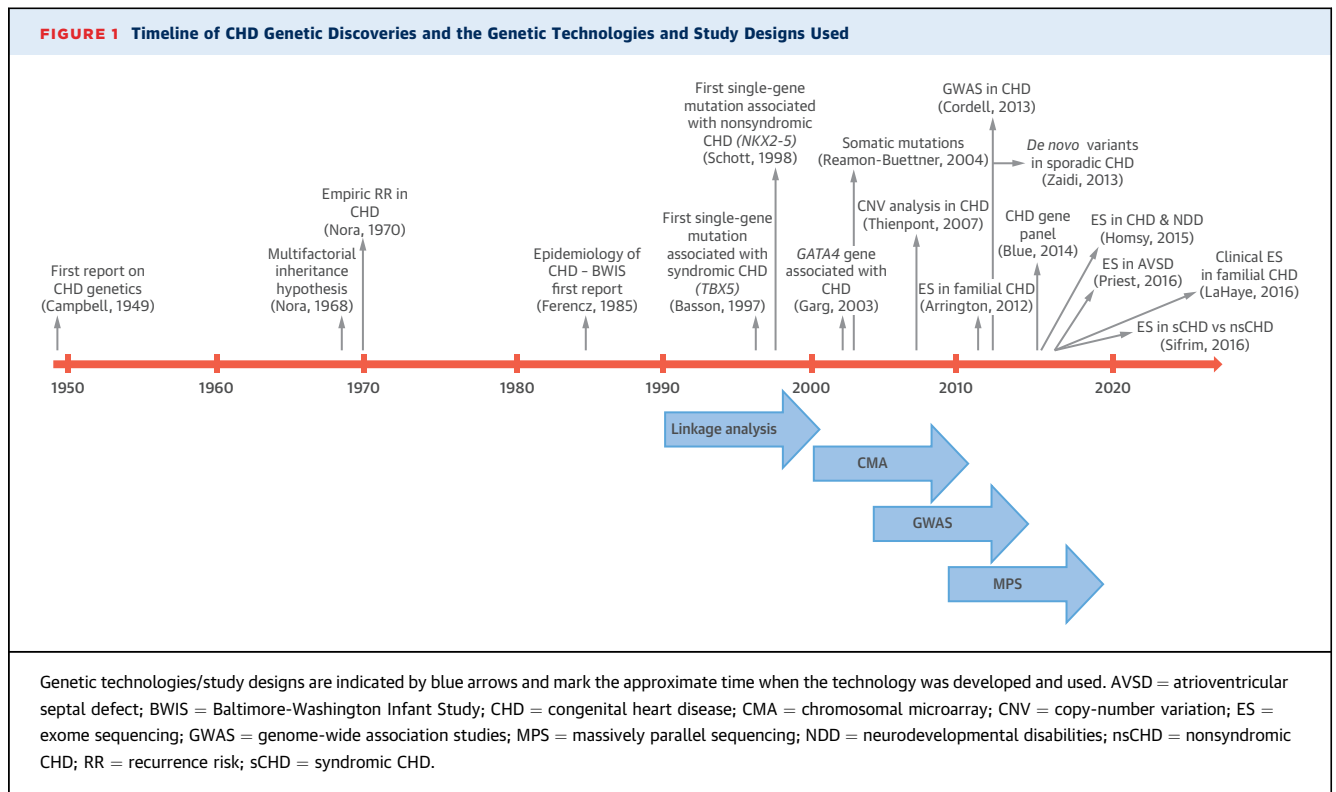 FIGURE 1 Timeline of CHD Genetic Discoveries and the Genetic Technologies and Study Designs Used
First report on
CHD genetics
(Campbell, 1949)
Multifactorial
inheritance
hypothesis
(Nora, 1968)
Empiric RR in
CHD
(Nora, 1970)
Epidemiology of
CHD – BWIS
first report
(Ferencz, 1985)
First single-gene
mutation
associated with
syndromic CHD
(TBX5)
(Basson, 1997)
First single-gene
mutation associated
with nonsyndromic
CHD (NKX2-5)
(Schott, 1998)
GATA4 gene
associated with
CHD
(Garg, 2003)
Somatic mutations
(Reamon-Buettner, 2004)
CNV analysis in CHD
(Thienpont, 2007)
ES in familial CHD
(Arrington, 2012)
GWAS in CHD
(Cordell, 2013)
De novo variants
in sporadic CHD
(Zaidi, 2013)
CHD gene
panel
(Blue, 2014)
ES in CHD & NDD
(Homsy, 2015)
ES in AVSD
(Priest, 2016)
Clinical ES
in familial CHD
(LaHaye, 2016)
ES in sCHD vs nsCHD
(Sifrim, 2016)
1950 1960 1970 1980 1990 2000 2010 2020
Linkage analysis
CMA
GWAS
MPS
Genetic technologies/study designs are indicated by blue arrows and mark the approximate time when the technology was developed and used. AVSD = atrioventricular
septal defect; BWIS = Baltimore-Washington Infant Study; CHD = congenital heart disease; CMA = chromosomal microarray; CNV = copy-number variation; ES =
exome sequencing; GWAS = genome-wide association studies; MPS = massively parallel sequencing; NDD = neurodevelopmental disabilities; nsCHD = nonsyndromic
CHD; RR = recurrence risk; sCHD = syndromic CHD.